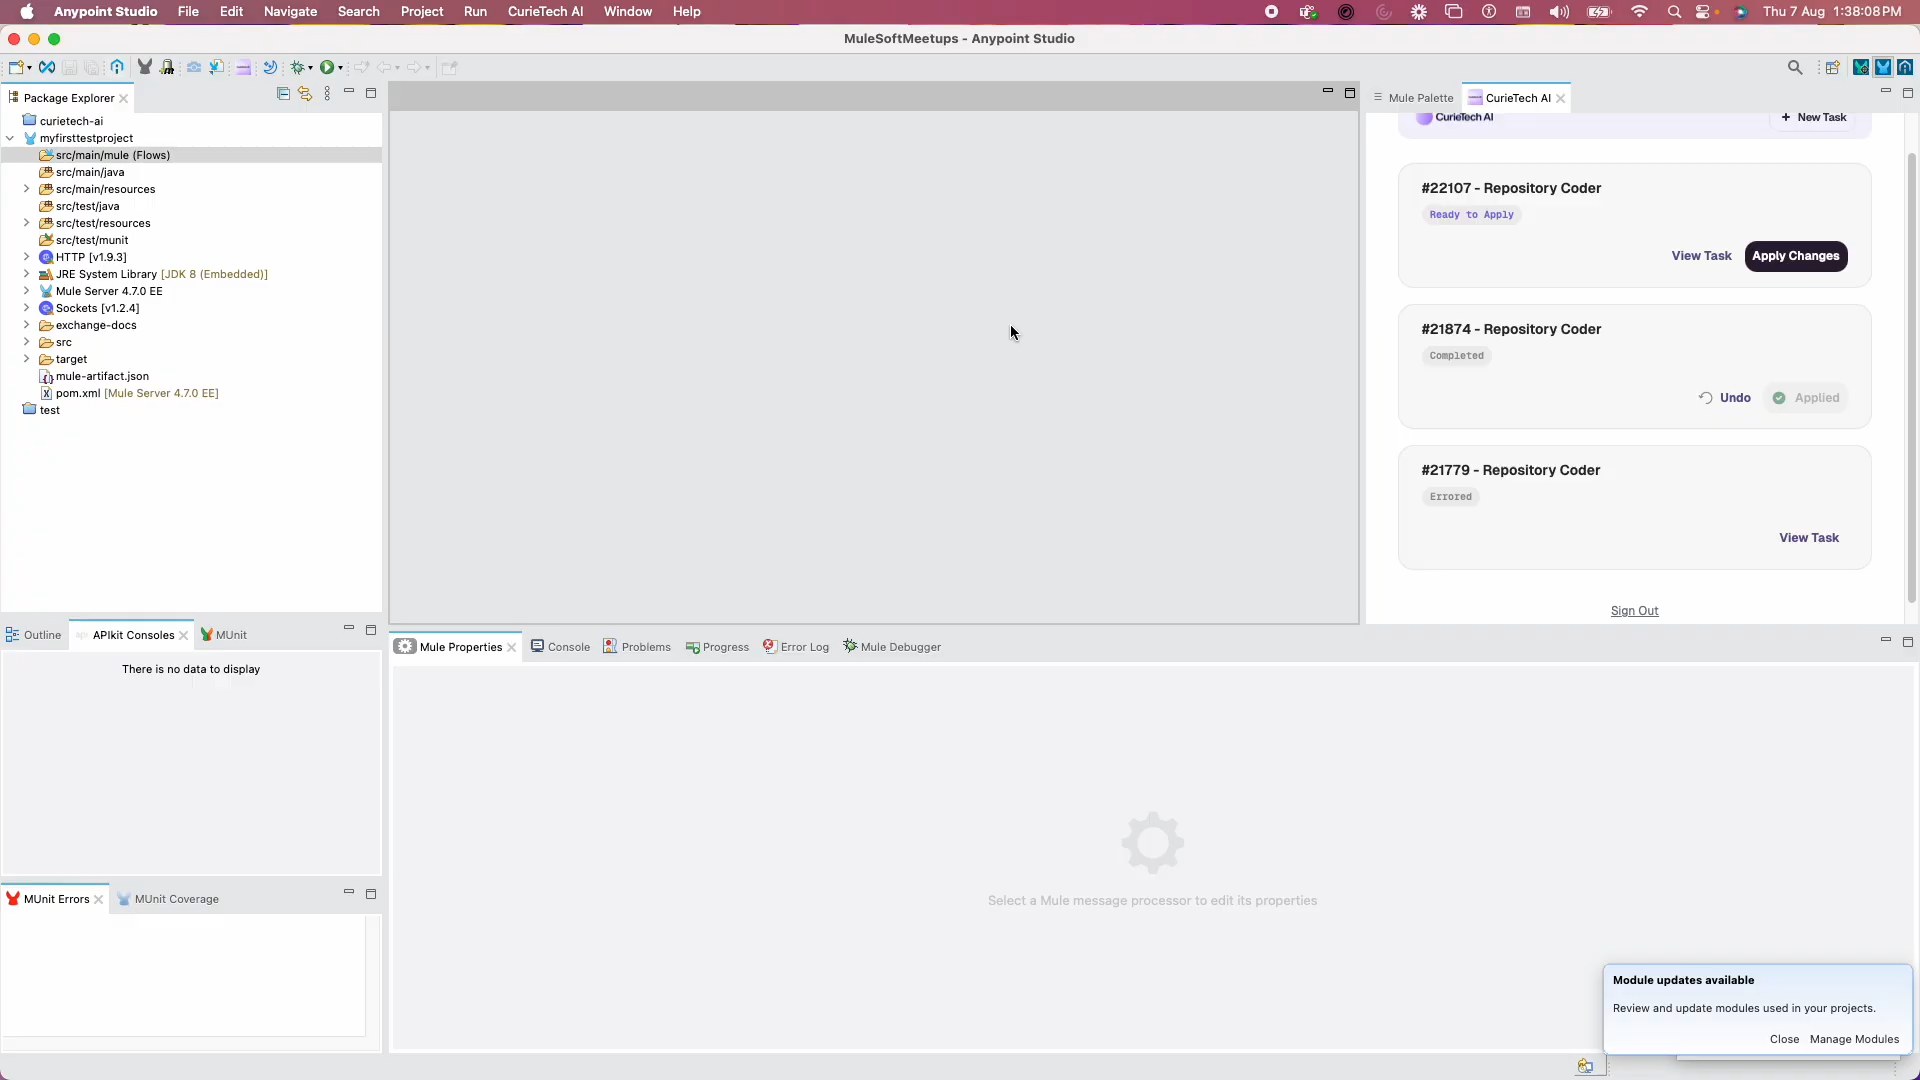 Anypoint Studio File Edit Navigate Search Project Run CurieTech AI Window Help Thu 7 Aug 1:38:08 PM
MuleSoftMeetups - Anypoint Studio
Package Explorer
curietech-ai
myfirsttestproject
src/main/mule (Flows)
src/main/java
src/main/resources
src/test/java
src/test/resources
src/test/munit
HTTP [v1.9.3]
JRE System Library [JDK 8 (Embedded)]
Mule Server 4.7.0 EE
Sockets [v1.2.4]
exchange-docs
src
target
mule-artifact.json
pom.xml [Mule Server 4.7.0 EE]
test
Mule Palette CurieTech AI
CurieTech AI + New Task
#22107 - Repository Coder
Ready to Apply
View Task Apply Changes
#21874 - Repository Coder
Completed
Undo Applied
#21779 - Repository Coder
Errored
View Task
Sign Out
Outline APIkit Consoles MUnit
There is no data to display
MUnit Errors MUnit Coverage
Mule Properties Console Problems Progress Error Log Mule Debugger
Select a Mule message processor to edit its properties
Module updates available
Review and update modules used in your projects.
Close Manage Modules